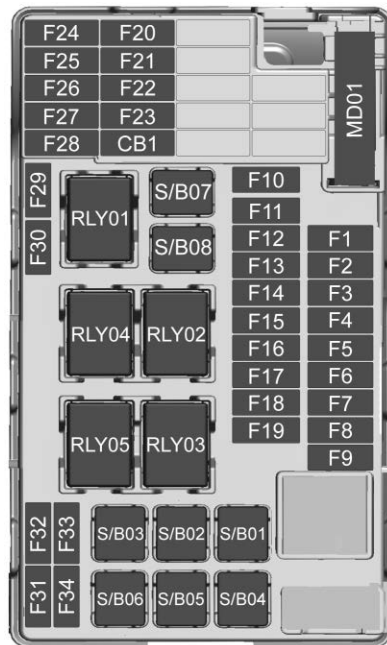 F24 F20
F25 F21
F26 F22
F27 F23
F28 CB1
MD01
F29
F30
RLY01
S/B07
S/B08
F10
F11
F12 F1
F13 F2
F14 F3
F15 F4
F16 F5
F17 F6
F18 F7
F19 F8
F9
RLY04 RLY02
RLY05 RLY03
F32 F33
F31 F34
S/B03 S/B02 S/B01
S/B06 S/B05 S/B04